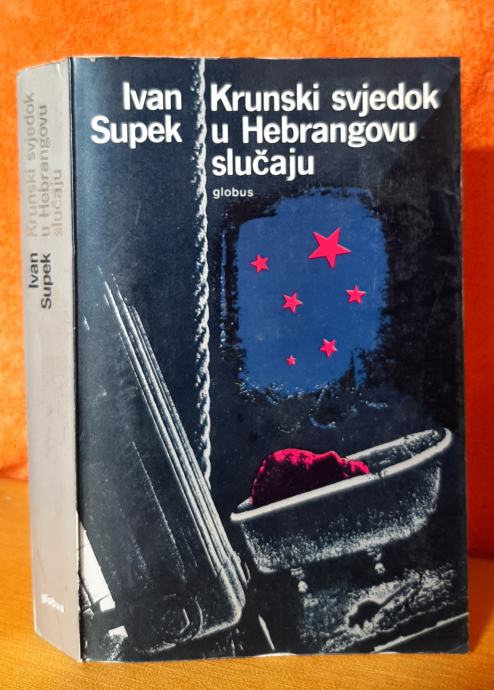 Ivan
Supek
Krunski svjedok
u Hebrangovu
slučaju
globus
Ivan
Supek
Krunski svjedok
u Hebrangovu
slučaju
globus